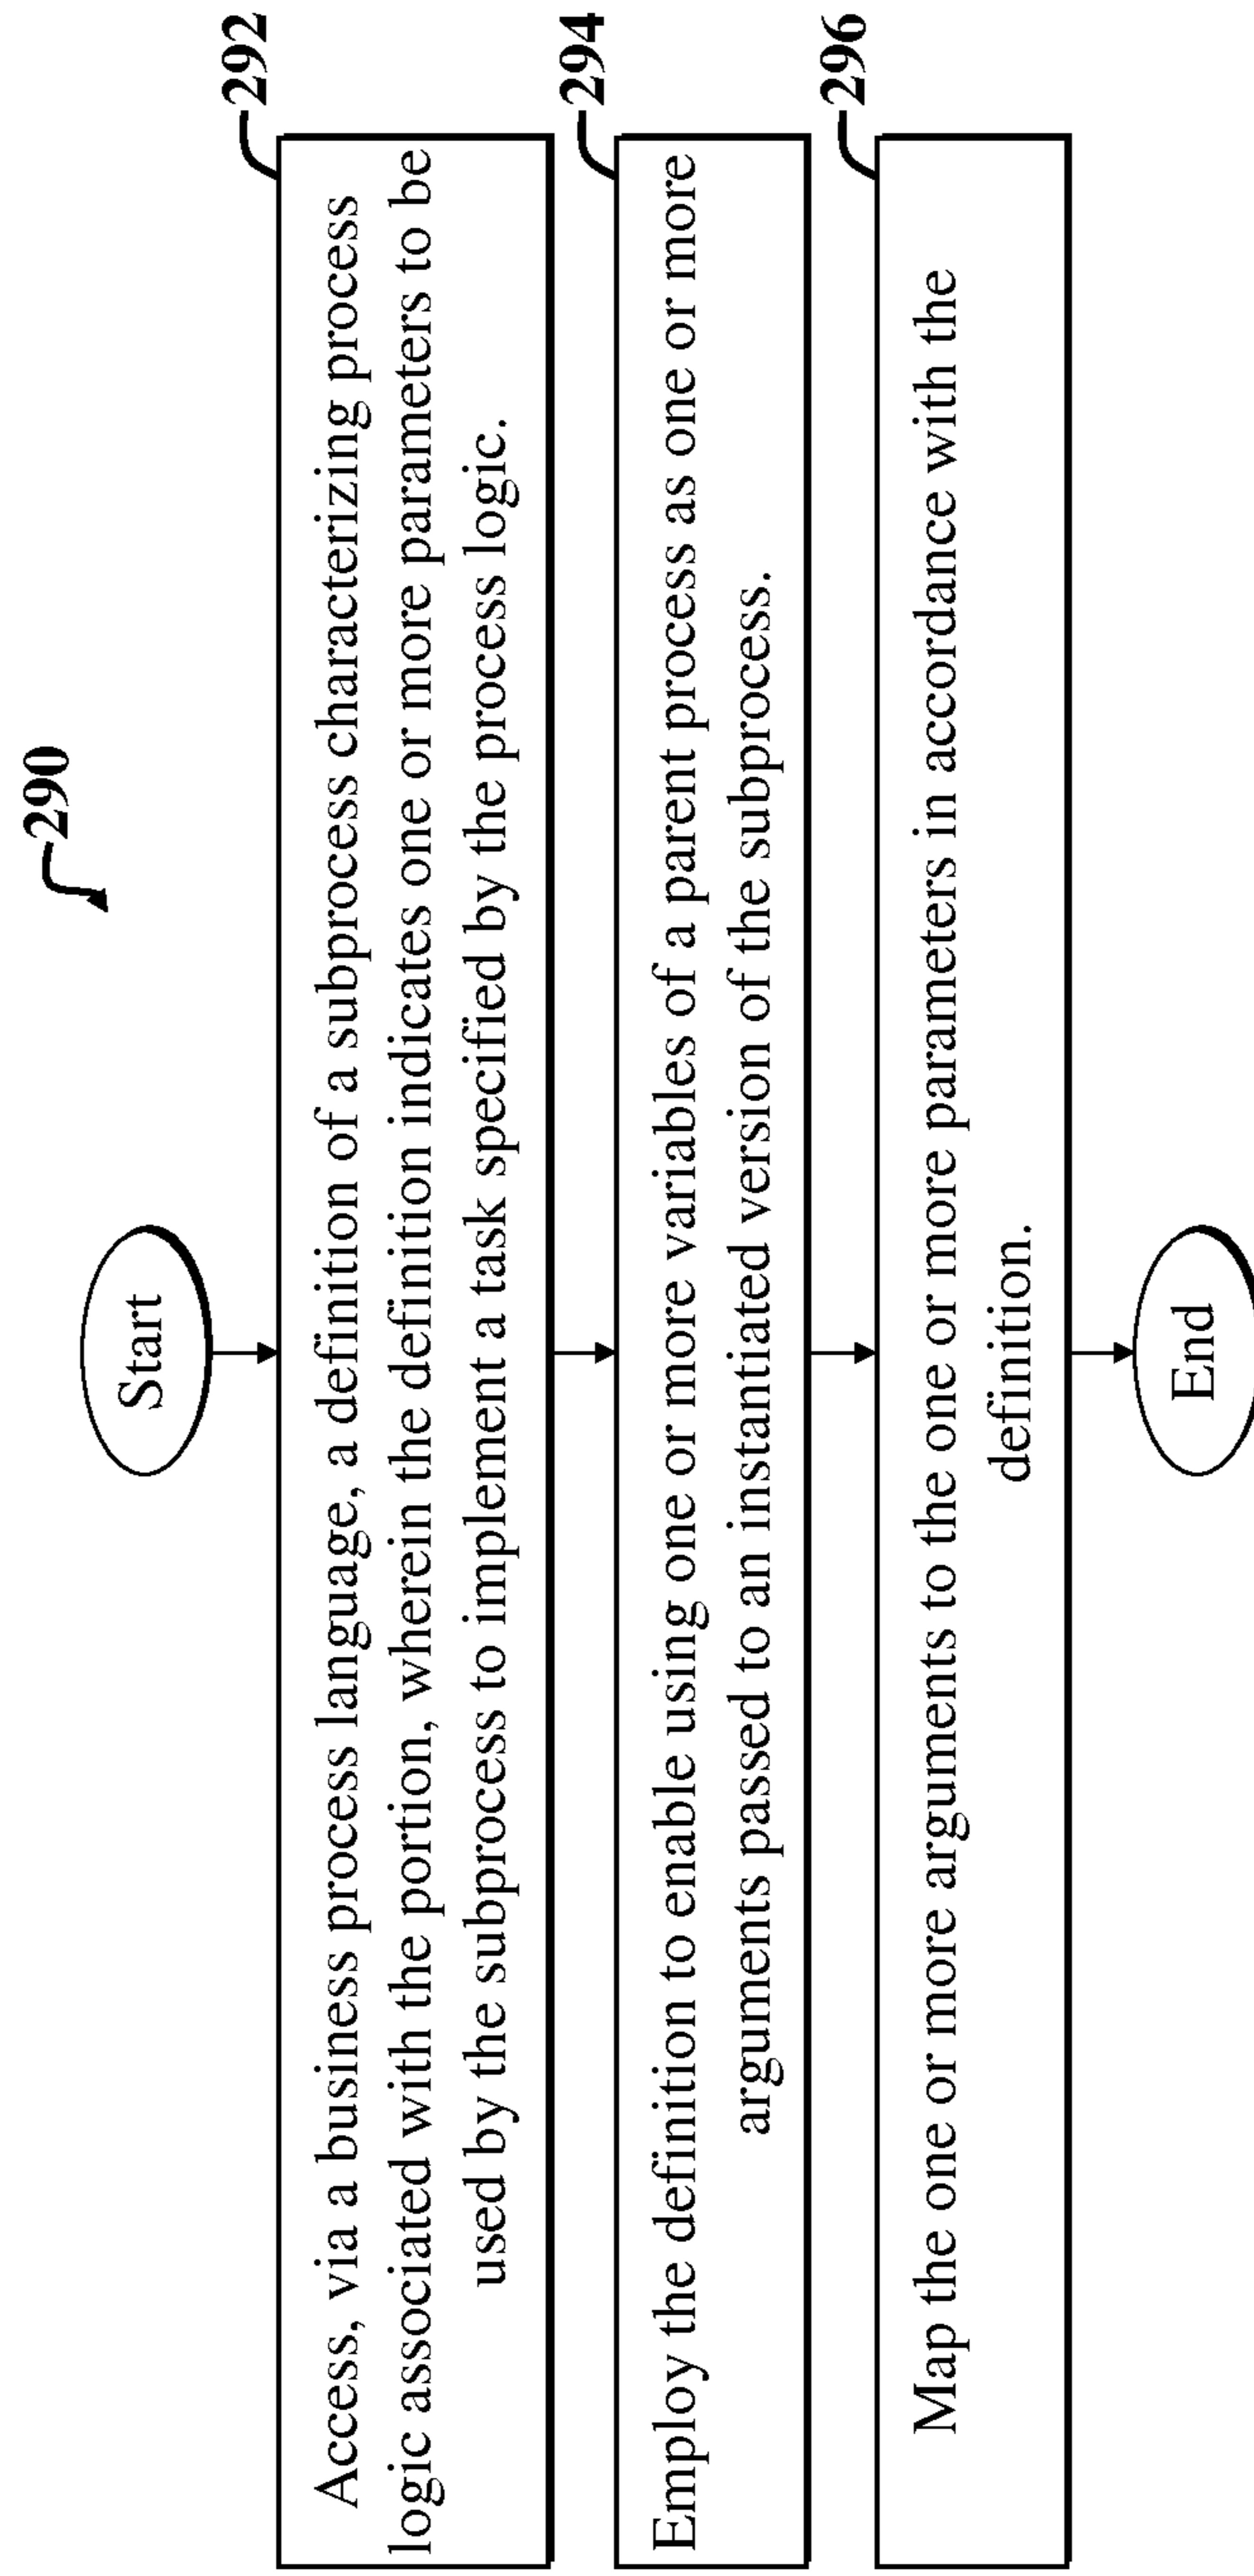 290
Start
292
Access, via a business process language, a definition of a subprocess characterizing process
logic associated with the portion, wherein the definition indicates one or more parameters to be
used by the subprocess to implement a task specified by the process logic.
294
Employ the definition to enable using one or more variables of a parent process as one or more
arguments passed to an instantiated version of the subprocess.
296
Map the one or more arguments to the one or more parameters in accordance with the
definition.
End